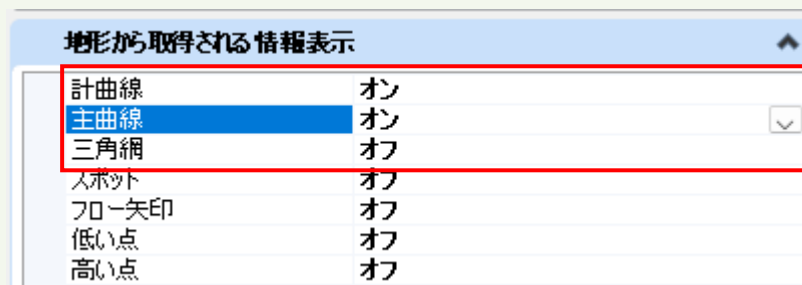 地形から取得される情報表示
計曲線 オン
主曲線 オン
三角網 オフ
スポット オフ
フロー矢印 オフ
低い点 オフ
高い点 オフ